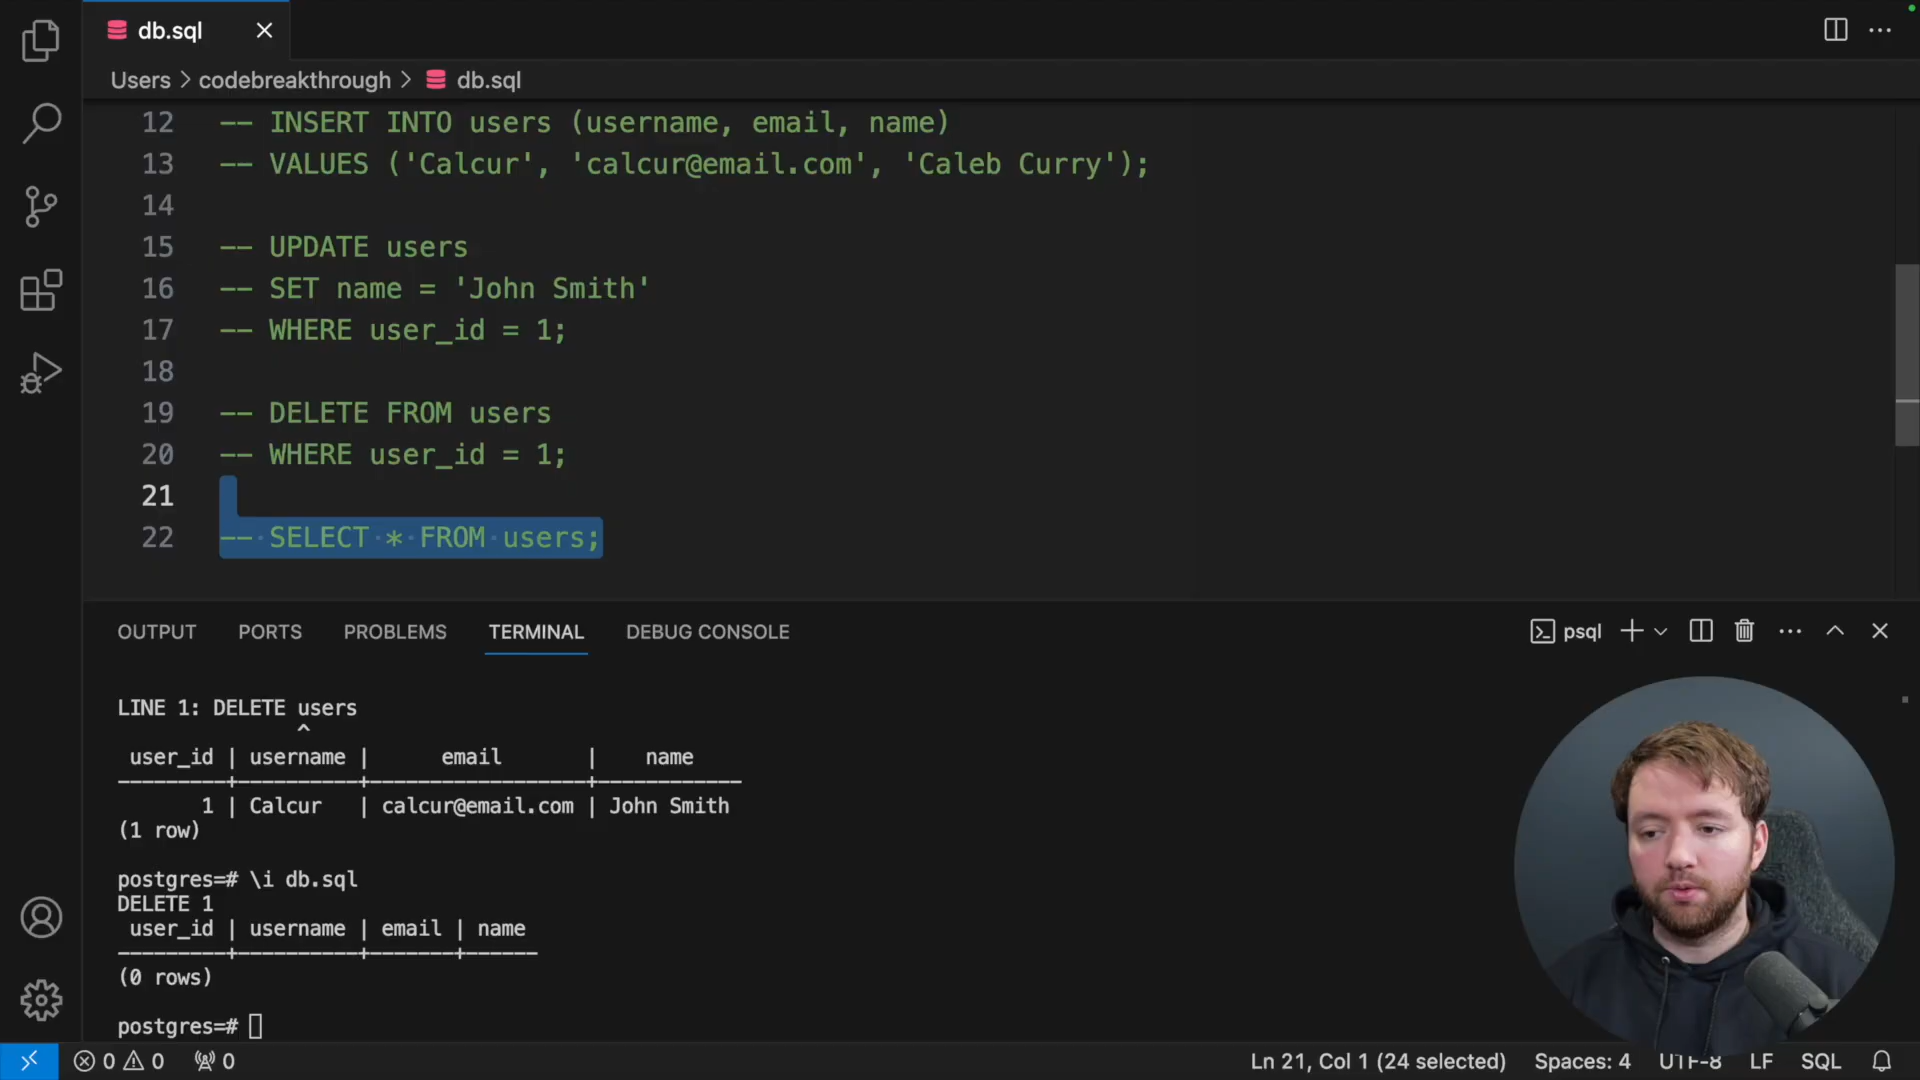 db.sql
Users > codebreakthrough > db.sql
12 -- INSERT INTO users (username, email, name)
13 -- VALUES ('Calcur', 'calcur@email.com', 'Caleb Curry');
14
15 -- UPDATE users
16 -- SET name = 'John Smith'
17 -- WHERE user_id = 1;
18
19 -- DELETE FROM users
20 -- WHERE user_id = 1;
21
22 -- SELECT * FROM users;
OUTPUT PORTS PROBLEMS TERMINAL DEBUG CONSOLE psql
LINE 1: DELETE users
^
user_id | username | email | name
---------+----------+------------------+------------
1 | Calcur | calcur@email.com | John Smith
(1 row)
postgres=# \i db.sql
DELETE 1
user_id | username | email | name
---------+----------+-------+------
(0 rows)
postgres=#
0 0 0 Ln 21, Col 1 (24 selected) Spaces: 4 UTF-8 LF SQL